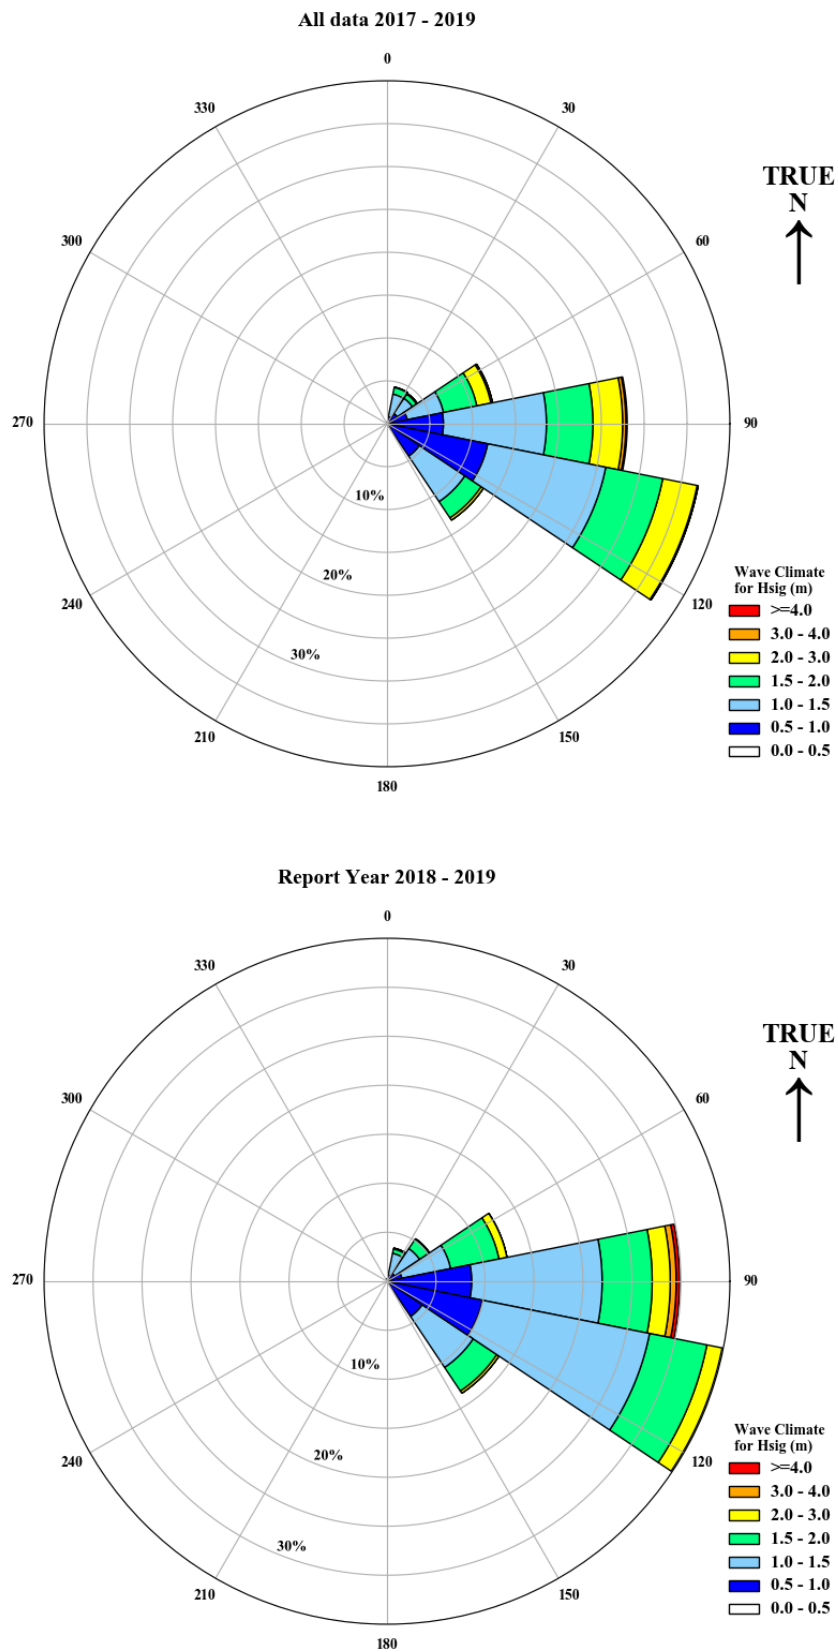 All data 2017 - 2019
0
330
30
TRUE
N
300
60
270
90
10%
20%
30%
240
120
210
150
180
Wave Climate
for Hsig (m)
>=4.0
3.0 - 4.0
2.0 - 3.0
1.5 - 2.0
1.0 - 1.5
0.5 - 1.0
0.0 - 0.5
Report Year 2018 - 2019
0
330
30
TRUE
N
300
60
270
90
10%
20%
30%
240
120
210
150
180
Wave Climate
for Hsig (m)
>=4.0
3.0 - 4.0
2.0 - 3.0
1.5 - 2.0
1.0 - 1.5
0.5 - 1.0
0.0 - 0.5